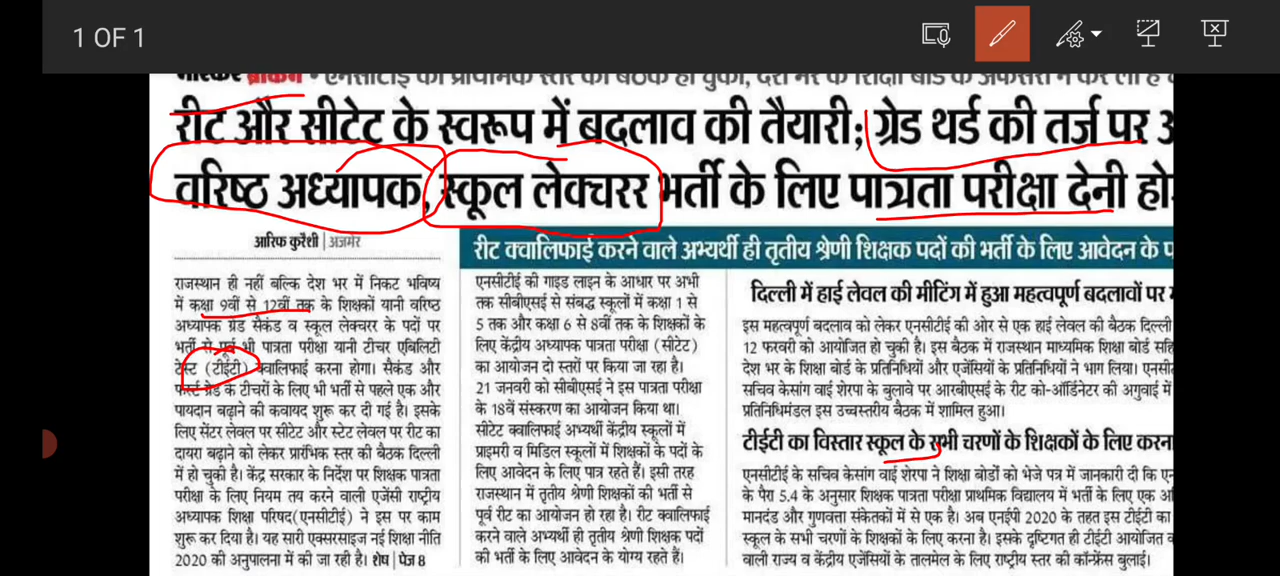 1 OF 1
भास्कर ब्रेकिंग • एनसीटीई की प्राथमिक स्तर की बैठक हो चुकी, देश भर के शिक्षा बोर्ड के अफसरों ने कर ली है
रीट और सीटेट के स्वरूप में बदलाव की तैयारी; ग्रेड थर्ड की तर्ज पर
वरिष्ठ अध्यापक, स्कूल लेक्चरर भर्ती के लिए पात्रता परीक्षा देनी
आरिफ कुरैशी | अजमेर
राजस्थान ही नहीं बल्कि देश भर में निकट भविष्य
में कक्षा 9वीं से 12वीं तक के शिक्षकों यानी वरिष्ठ
अध्यापक ग्रेड सैकंड व स्कूल लेक्चरर के पदों पर
भर्ती से पूर्व भी पात्रता परीक्षा यानी टीचर एबिलिटी
टेस्ट (टीईटी) क्वालिफाई करना होगा। सैकंड और
फर्स्ट ग्रेड के टीचरों के लिए भी भर्ती से पहले एक और
पायदान बढ़ाने की कवायद शुरू कर दी गई है। इसके
लिए सेंटर लेवल पर सीटेट और स्टेट लेवल पर रीट का
दायरा बढ़ाने को लेकर प्रारंभिक स्तर की बैठक दिल्ली
में हो चुकी है। केंद्र सरकार के निर्देश पर शिक्षक पात्रता
परीक्षा के लिए नियम तय करने वाली एजेंसी राष्ट्रीय
अध्यापक शिक्षा परिषद(एनसीटीई) ने इस पर काम
शुरू कर दिया है। यह सारी एक्सरसाइज नई शिक्षा नीति
2020 की अनुपालना में की जा रही है। शेष | पेज 8
रीट क्वालिफाई करने वाले अभ्यर्थी ही तृतीय श्रेणी शिक्षक पदों की भर्ती के लिए आवेदन के
एनसीटीई की गाइड लाइन के आधार पर अभी
तक सीबीएसई से संबद्ध स्कूलों में कक्षा 1 से
5 तक और कक्षा 6 से 8वीं तक के शिक्षकों के
लिए केंद्रीय अध्यापक पात्रता परीक्षा (सीटेट)
का आयोजन दो स्तरों पर किया जा रहा है।
21 जनवरी को सीबीएसई ने इस पात्रता परीक्षा
के 18वें संस्करण का आयोजन किया था।
सीटेट क्वालिफाई अभ्यर्थी केंद्रीय स्कूलों में
प्राइमरी व मिडिल स्कूलों में शिक्षकों के पदों के
लिए आवेदन के लिए पात्र रहते हैं। इसी तरह
राजस्थान में तृतीय श्रेणी शिक्षकों की भर्ती से
पूर्व रीट का आयोजन हो रहा है। रीट क्वालिफाई
करने वाले अभ्यर्थी ही तृतीय श्रेणी शिक्षक पदों
की भर्ती के लिए आवेदन के योग्य रहते हैं।
दिल्ली में हाई लेवल की मीटिंग में हुआ महत्वपूर्ण बदलावों पर
इस महत्वपूर्ण बदलाव को लेकर एनसीटीई की ओर से एक हाई लेवल की बैठक दिल्ली
12 फरवरी को आयोजित हो चुकी है। इस बैठक में राजस्थान माध्यमिक शिक्षा बोर्ड
देश भर के शिक्षा बोर्ड के प्रतिनिधियों और एजेंसियों के प्रतिनिधियों ने भाग लिया।
सचिव केसांग वाई शेरपा के बुलावे पर आरबीएसई के रीट को-ऑर्डिनेटर की अगुवाई में
प्रतिनिधिमंडल इस उच्चस्तरीय बैठक में शामिल हुआ।
टीईटी का विस्तार स्कूल के सभी चरणों के शिक्षकों के लिए
एनसीटीई के सचिव केसांग वाई शेरपा ने शिक्षा बोर्डों को भेजे पत्र में जानकारी दी कि
के पैरा 5.4 के अनुसार शिक्षक पात्रता परीक्षा प्राथमिक विद्यालय में भर्ती के लिए एक
मानदंड और गुणवत्ता संकेतकों में से एक है। अब एनईपी 2020 के तहत इस टीईटी का
स्कूल के सभी चरणों के शिक्षकों के लिए करना है। इसके दृष्टिगत ही टीईटी आयोजित
वाली राज्य व केंद्रीय एजेंसियों के तालमेल के लिए राष्ट्रीय स्तर की कॉन्फ्रेंस बुलाई।